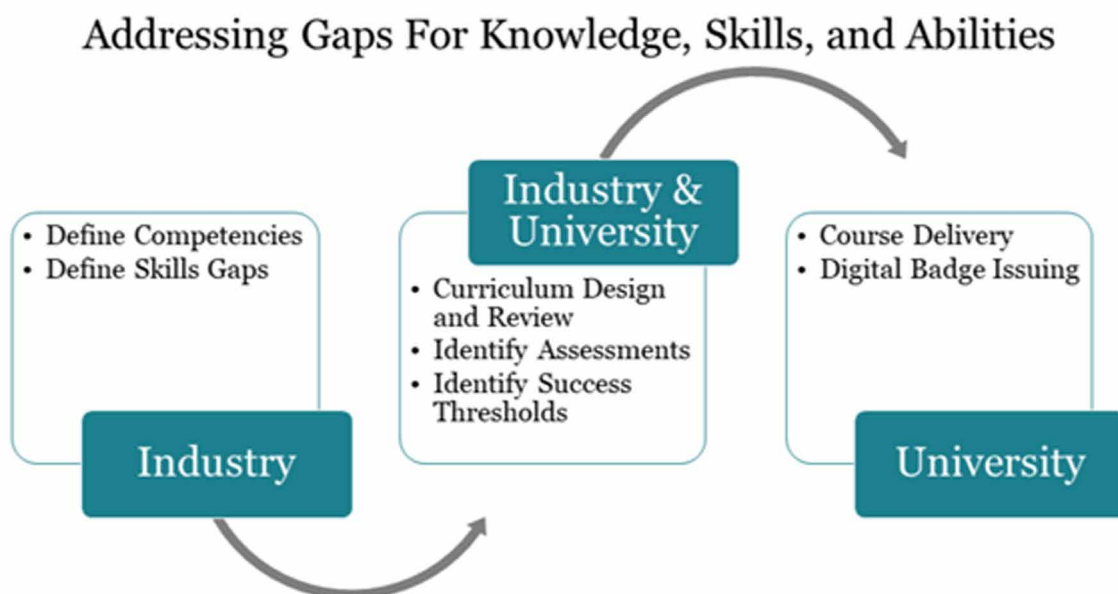 Addressing Gaps For Knowledge, Skills, and Abilities
• Define Competencies
• Define Skills Gaps
Industry
Industry &
University
• Curriculum Design
and Review
• Identify Assessments
• Identify Success
Thresholds
• Course Delivery
• Digital Badge Issuing
University